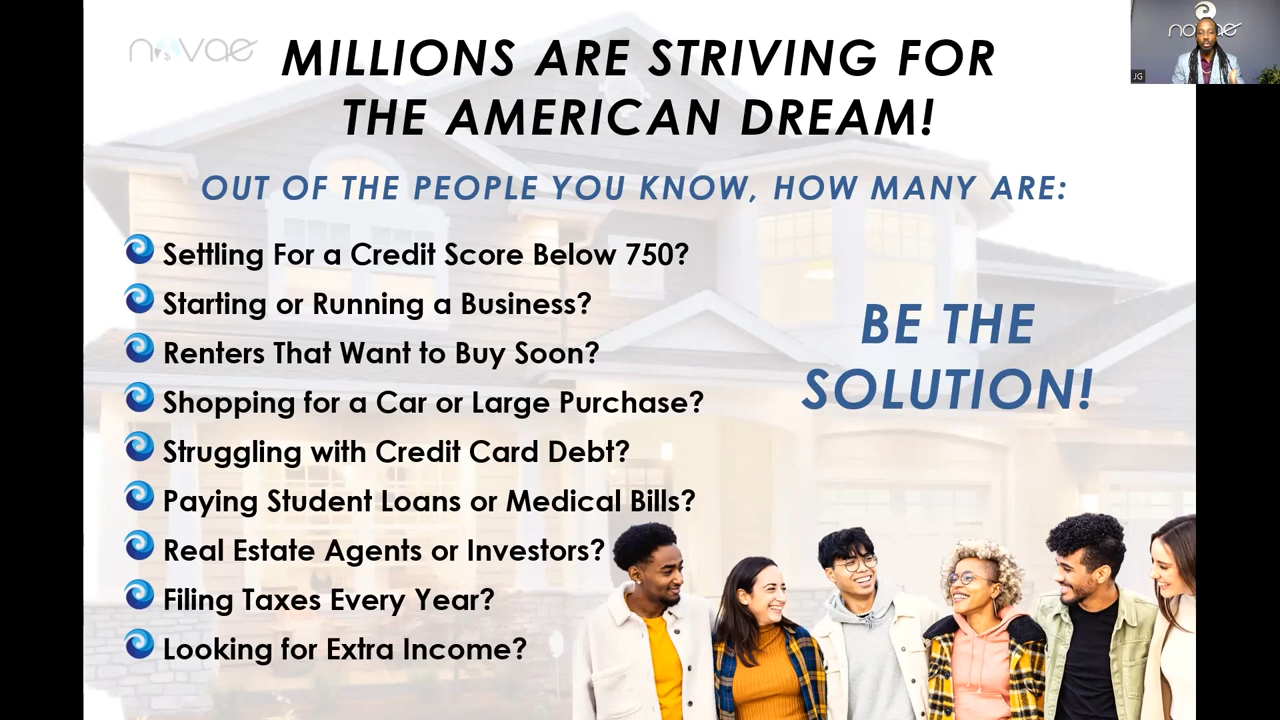 novae
MILLIONS ARE STRIVING FOR
THE AMERICAN DREAM!
OUT OF THE PEOPLE YOU KNOW, HOW MANY ARE:
Settling For a Credit Score Below 750?
Starting or Running a Business?
Renters That Want to Buy Soon?
Shopping for a Car or Large Purchase?
Struggling with Credit Card Debt?
Paying Student Loans or Medical Bills?
Real Estate Agents or Investors?
Filing Taxes Every Year?
Looking for Extra Income?
BE THE
SOLUTION!
novae
JG